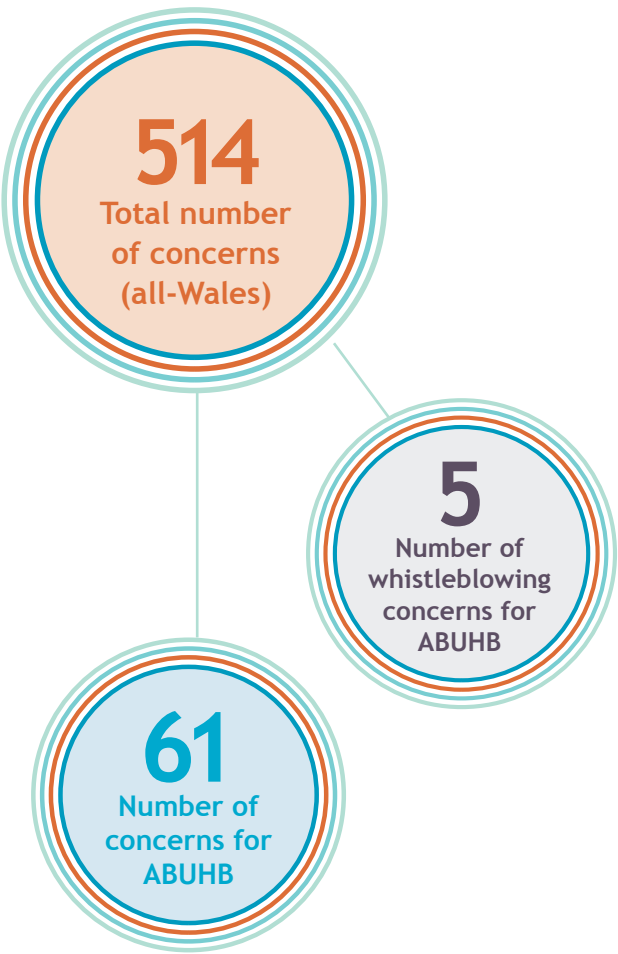 514
Total number
of concerns
(all-Wales)
5
Number of
whistleblowing
concerns for
ABUHB
61
Number of
concerns for
ABUHB